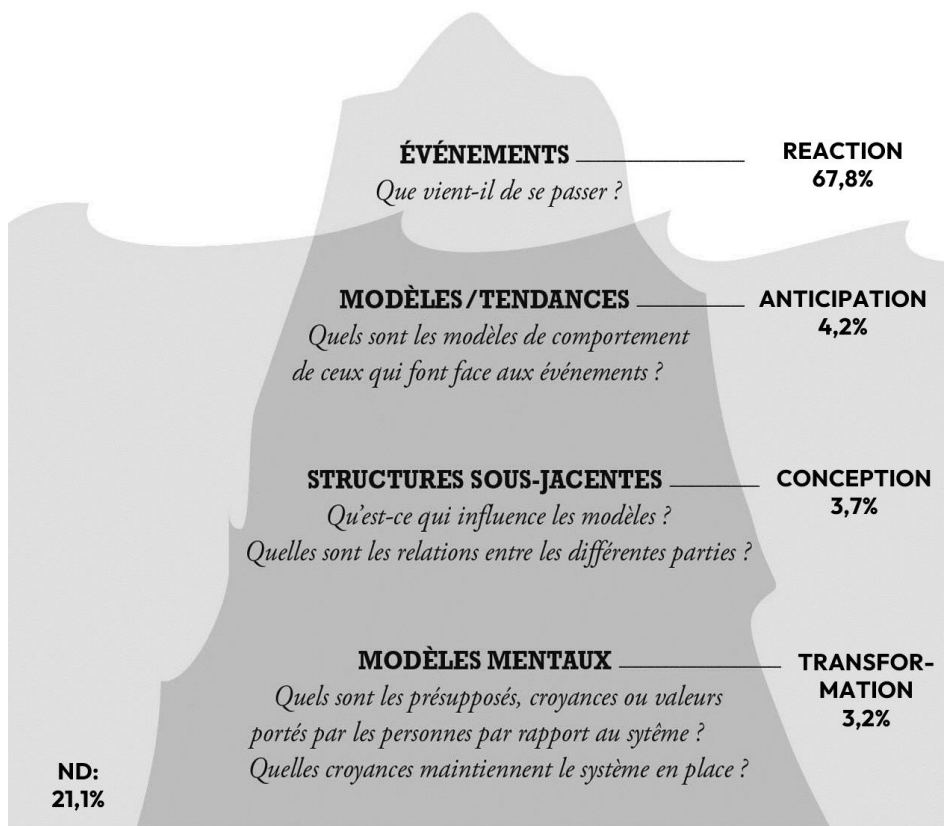 ÉVÉNEMENTS
REACTION
67,8%
Que vient-il de se passer ?
MODÈLES / TENDANCES
ANTICIPATION
4,2%
Quels sont les modèles de comportement
de ceux qui font face aux événements ?
STRUCTURES SOUS-JACENTES
CONCEPTION
3,7%
Qu’est-ce qui influence les modèles ?
Quelles sont les relations entre les différentes parties ?
MODÈLES MENTAUX
TRANSFOR-
MATION
3,2%
Quels sont les présupposés, croyances ou valeurs
portés par les personnes par rapport au sytême ?
Quelles croyances maintiennent le système en place ?
ND:
21,1%